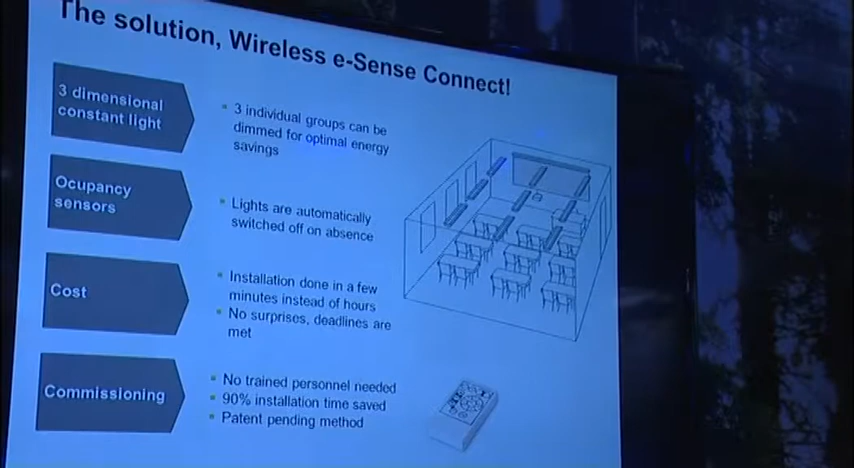 The solution, Wireless e-Sense Connect!
3 dimensional
constant light
3 individual groups can be
dimmed for optimal energy
savings
Ocupancy
sensors
Lights are automatically
switched off on absence
Cost
Installation done in a few
minutes instead of hours
No surprises, deadlines are
met
Commissioning
No trained personnel needed
90% installation time saved
Patent pending method